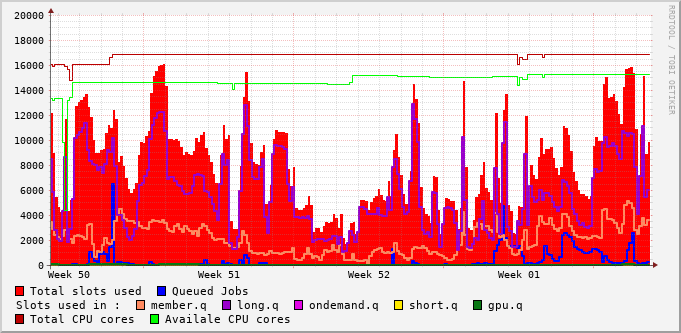 20000
18000
16000
14000
12000
10000
8000
6000
4000
2000
0
Week 50 Week 51 Week 52 Week 01
RRDTOOL / TOBI OETIKER
Total slots used Queued Jobs
Slots used in : member.q long.q ondemand.q short.q gpu.q
Total CPU cores Availale CPU cores